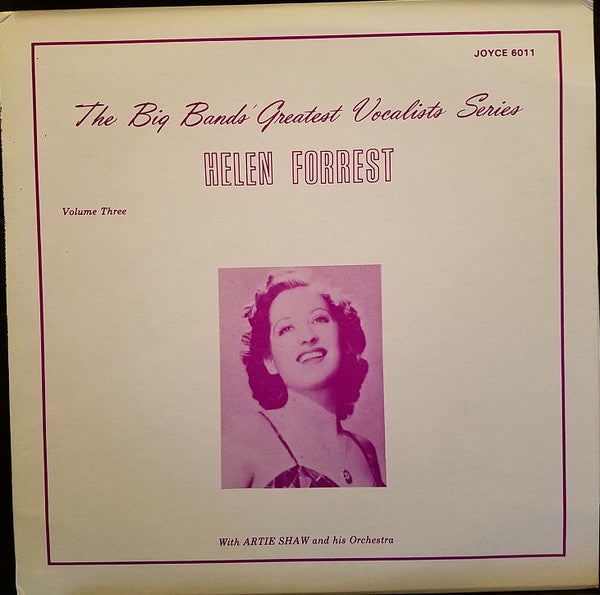 JOYCE 6011
The Big Bands' Greatest Vocalists Series
HELEN FORREST
Volume Three
With ARTIE SHAW and his Orchestra